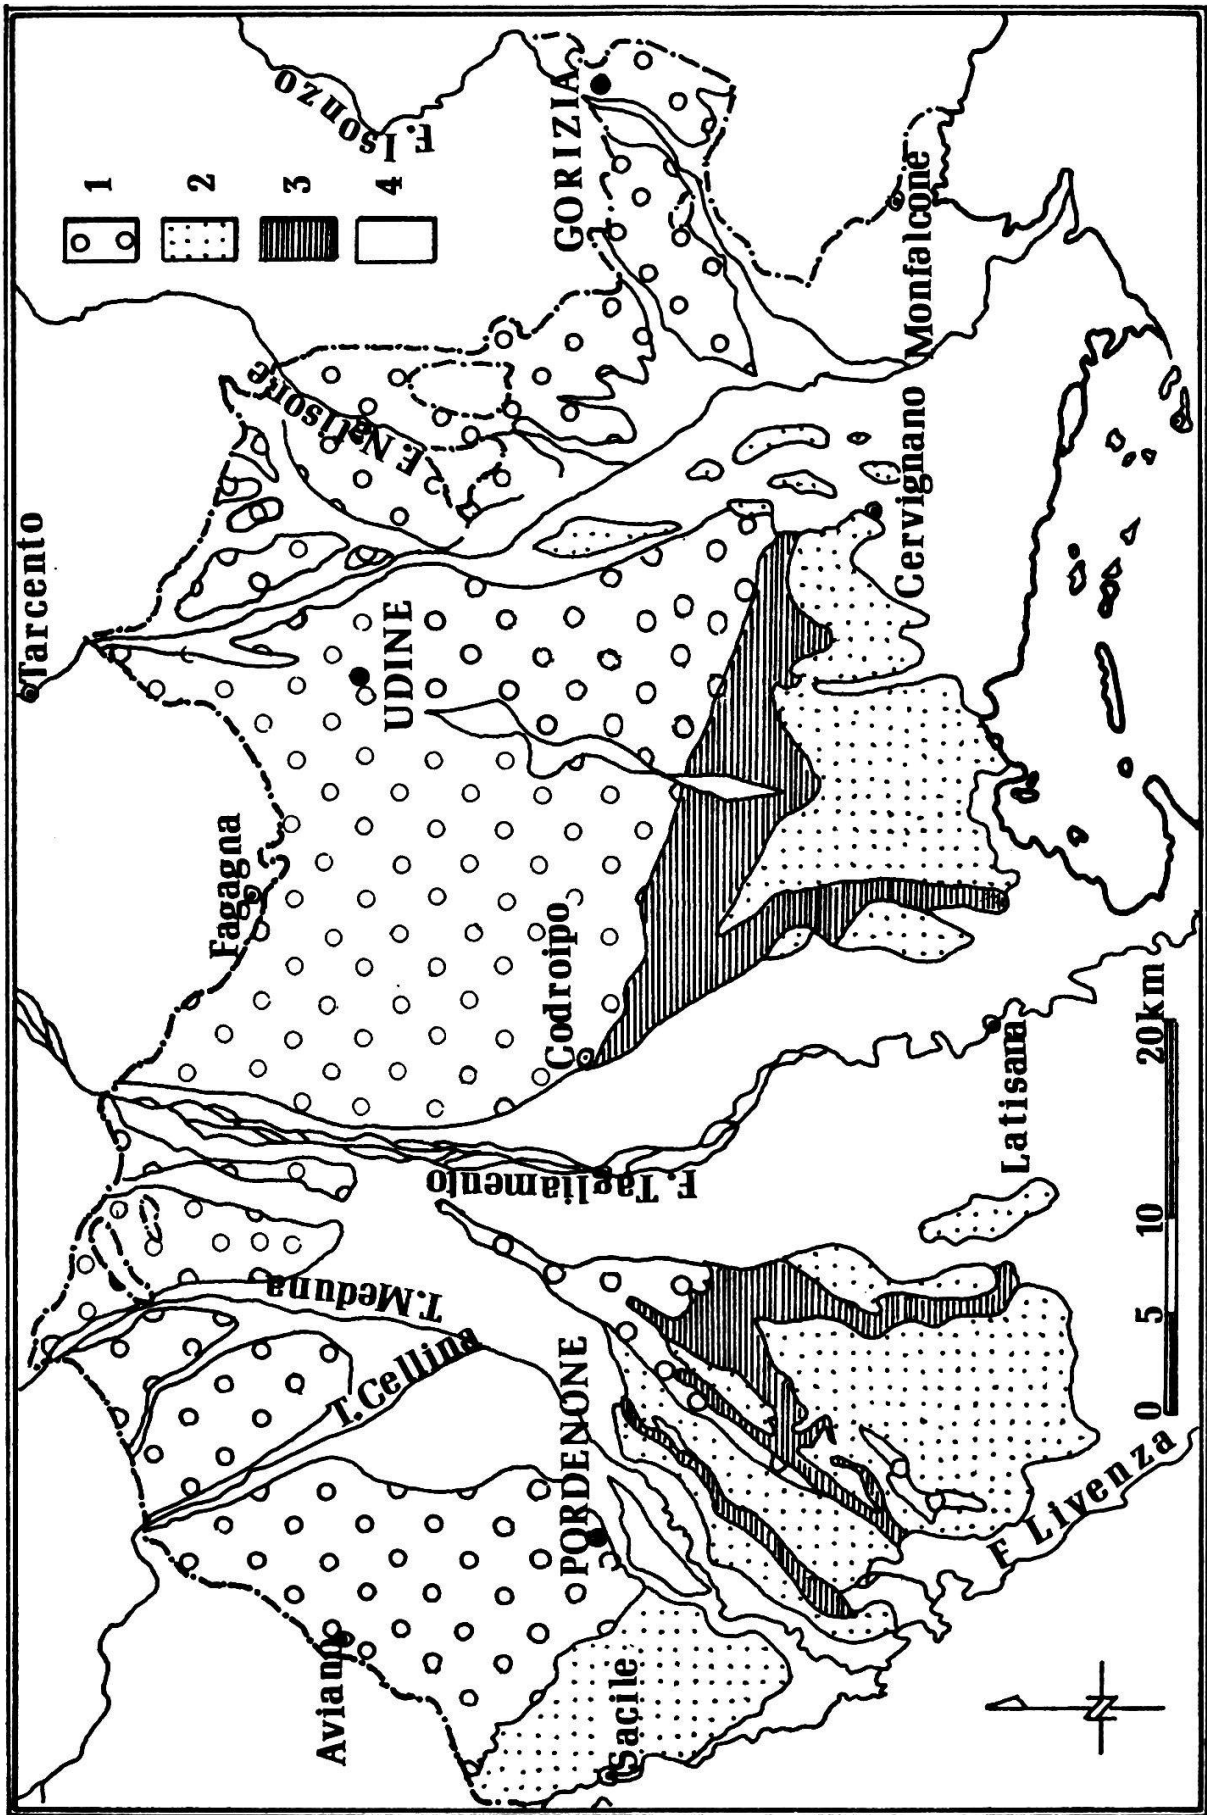 Tarcento
F. Isonzo
1
2
3
4
F. Natisone
GORIZIA
Fagagna
UDINE
Monfalcone
Cervignano
Codroipo
F. Tagliamento
T. Meduna
T. Cellina
Latisana
Aviano
PORDENONE
Sacile
F Livenza
0 5 10 20km
N